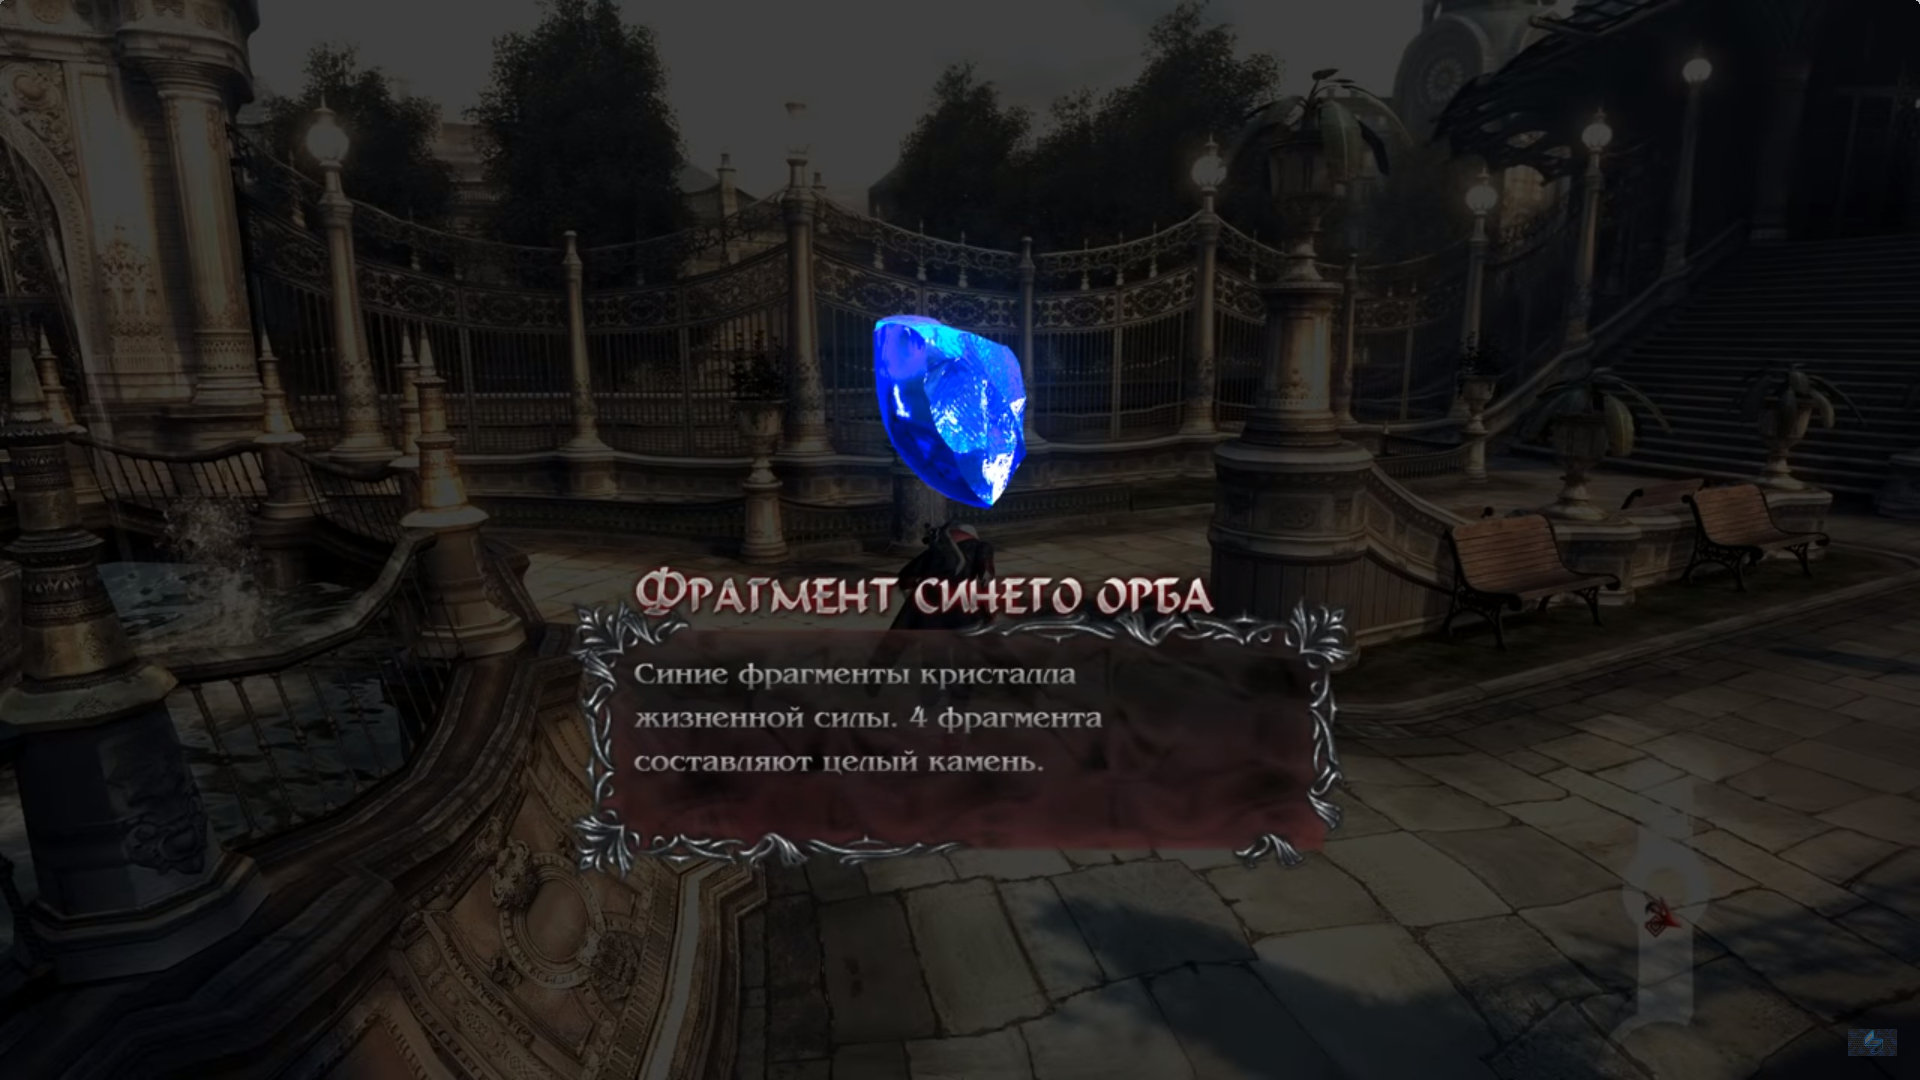 Фрагмент синего орба
Синие фрагменты кристалла
жизненной силы. 4 фрагмента
составляют целый камень.